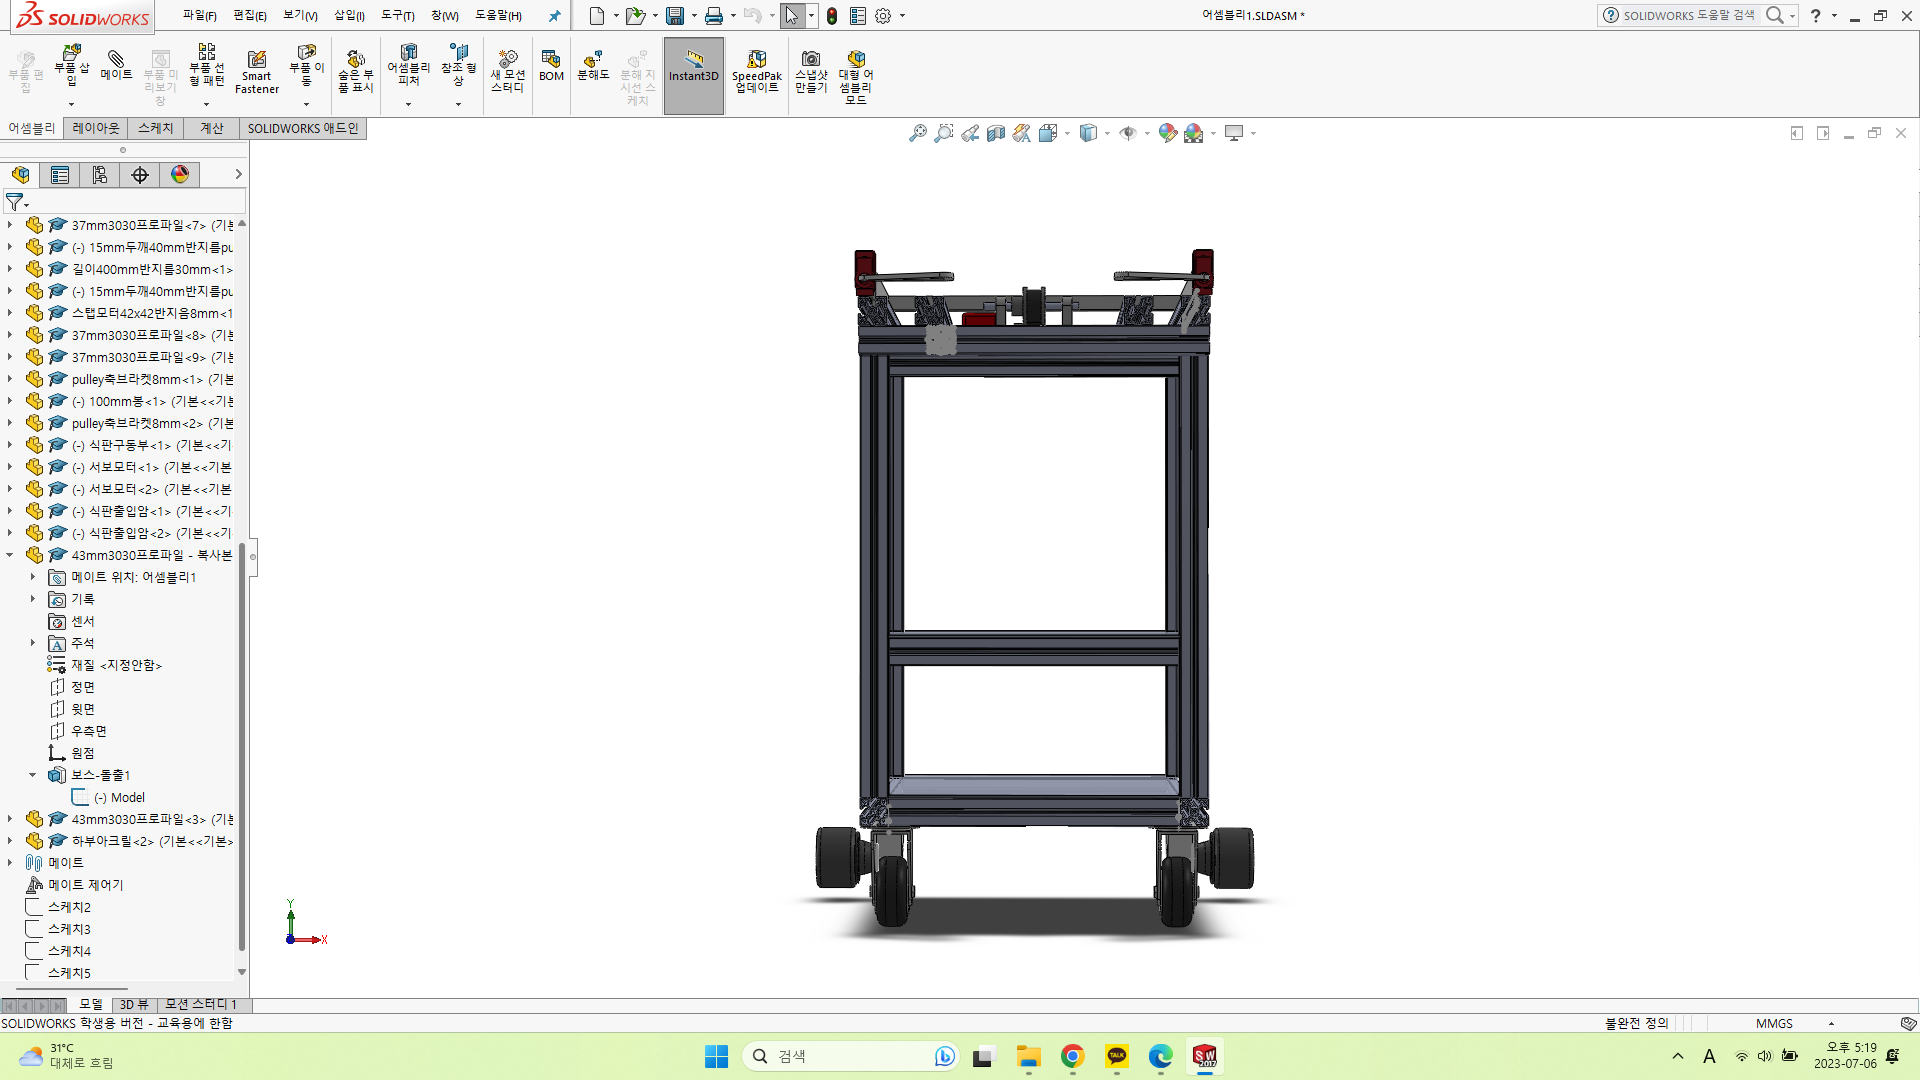 SOLIDWORKS
파일(F) 편집(E) 보기(V) 삽입(I) 도구(T) 창(W) 도움말(H)
어셈블리1.SLDASM *
SOLIDWORKS 도움말 검색
부품 편집
부품 삽입
메이트
부품 미리보기 창
부품 선형 패턴
Smart Fastener
부품 이동
숨은 부품 표시
어셈블리 피처
참조 형상
새 모션 스터디
BOM
분해도
분해 지시선 스케치
Instant3D
SpeedPak 업데이트
스냅샷 만들기
대형 어셈블리 모드
어셈블리 레이아웃 스케치 계산 SOLIDWORKS 애드인
37mm3030프로파일<7> (기본
(-) 15mm두깨40mm반지름pu
길이400mm반지름30mm<1>
(-) 15mm두깨40mm반지름pu
스탭모터42x42반지음8mm<1
37mm3030프로파일<8> (기본
37mm3030프로파일<9> (기본
pulley축브라켓8mm<1> (기본
(-) 100mm봉<1> (기본<<기본
pulley축브라켓8mm<2> (기본
(-) 식판구동부<1> (기본<<기
(-) 서보모터<1> (기본<<기본
(-) 서보모터<2> (기본<<기본
(-) 식판출입암<1> (기본<<기
(-) 식판출입암<2> (기본<<기
43mm3030프로파일 - 복사본
메이트 위치: 어셈블리1
기록
센서
주석
재질 <지정안함>
정면
윗면
우측면
원점
보스-돌출1
(-) Model
43mm3030프로파일<3> (기본
하부아크릴<2> (기본<<기본>
메이트
메이트 제어기
스케치2
스케치3
스케치4
스케치5
Y
X
모델 3D 뷰 모션 스터디 1
SOLIDWORKS 학생용 버전 - 교육용에 한함
불완전 정의
MMGS
31°C
대체로 흐림
검색
TALK
SW
2017
A
오후 5:19
2023-07-06